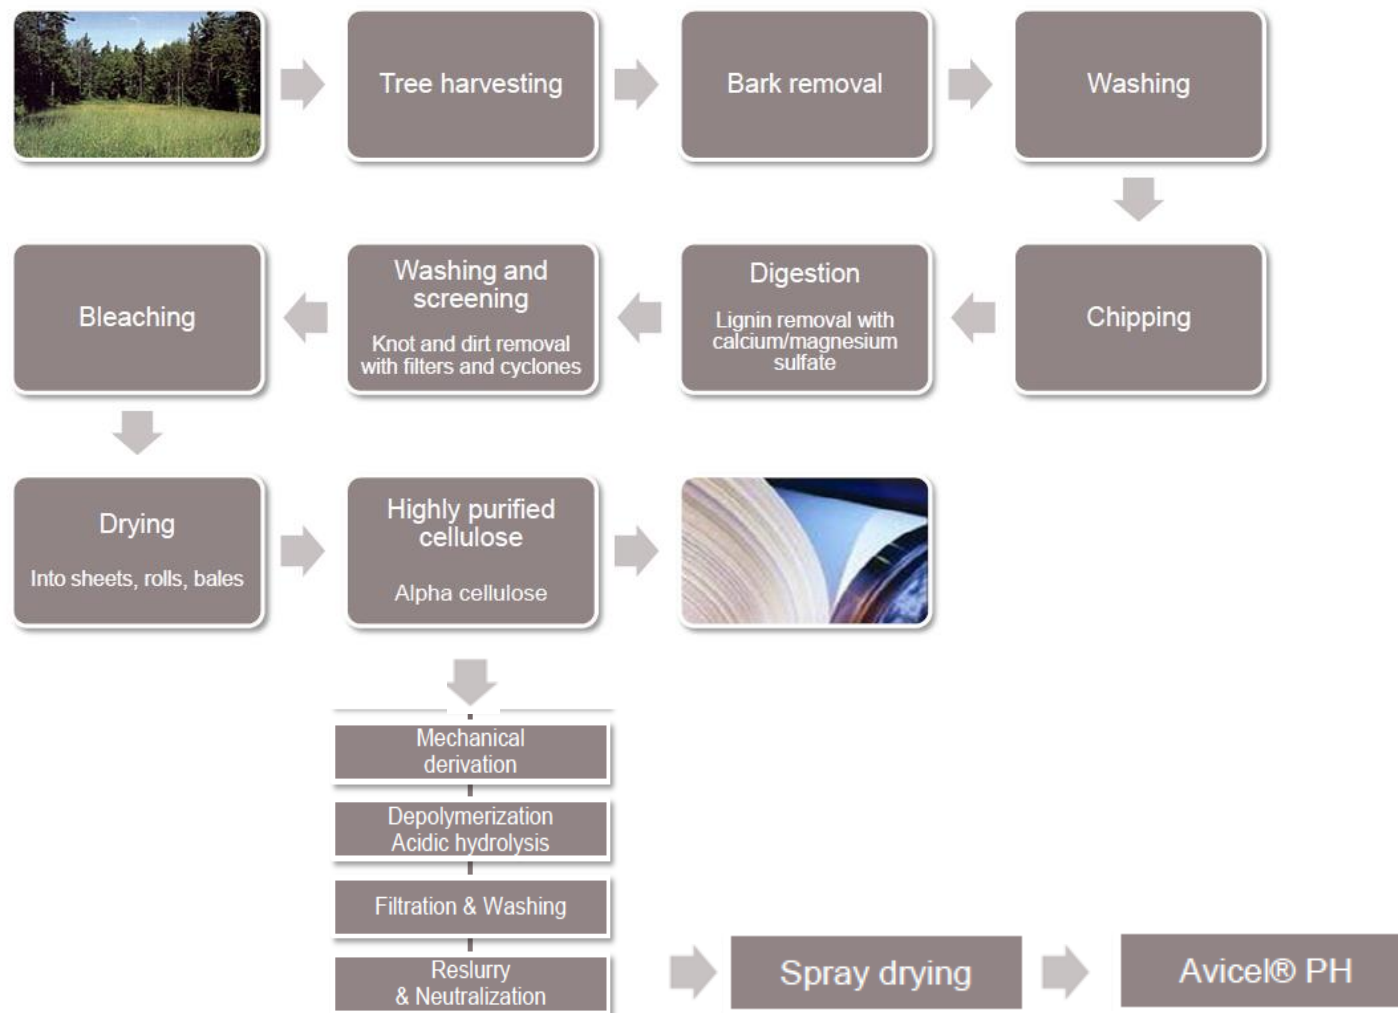 Tree harvesting
Bark removal
Washing
Bleaching
Washing and
screening
Knot and dirt removal
with filters and cyclones
Digestion
Lignin removal with
calcium/magnesium
sulfate
Chipping
Drying
Into sheets, rolls, bales
Highly purified
cellulose
Alpha cellulose
Mechanical
derivation
Depolymerization
Acidic hydrolysis
Filtration & Washing
Reslurry
& Neutralization
Spray drying
Avicel® PH